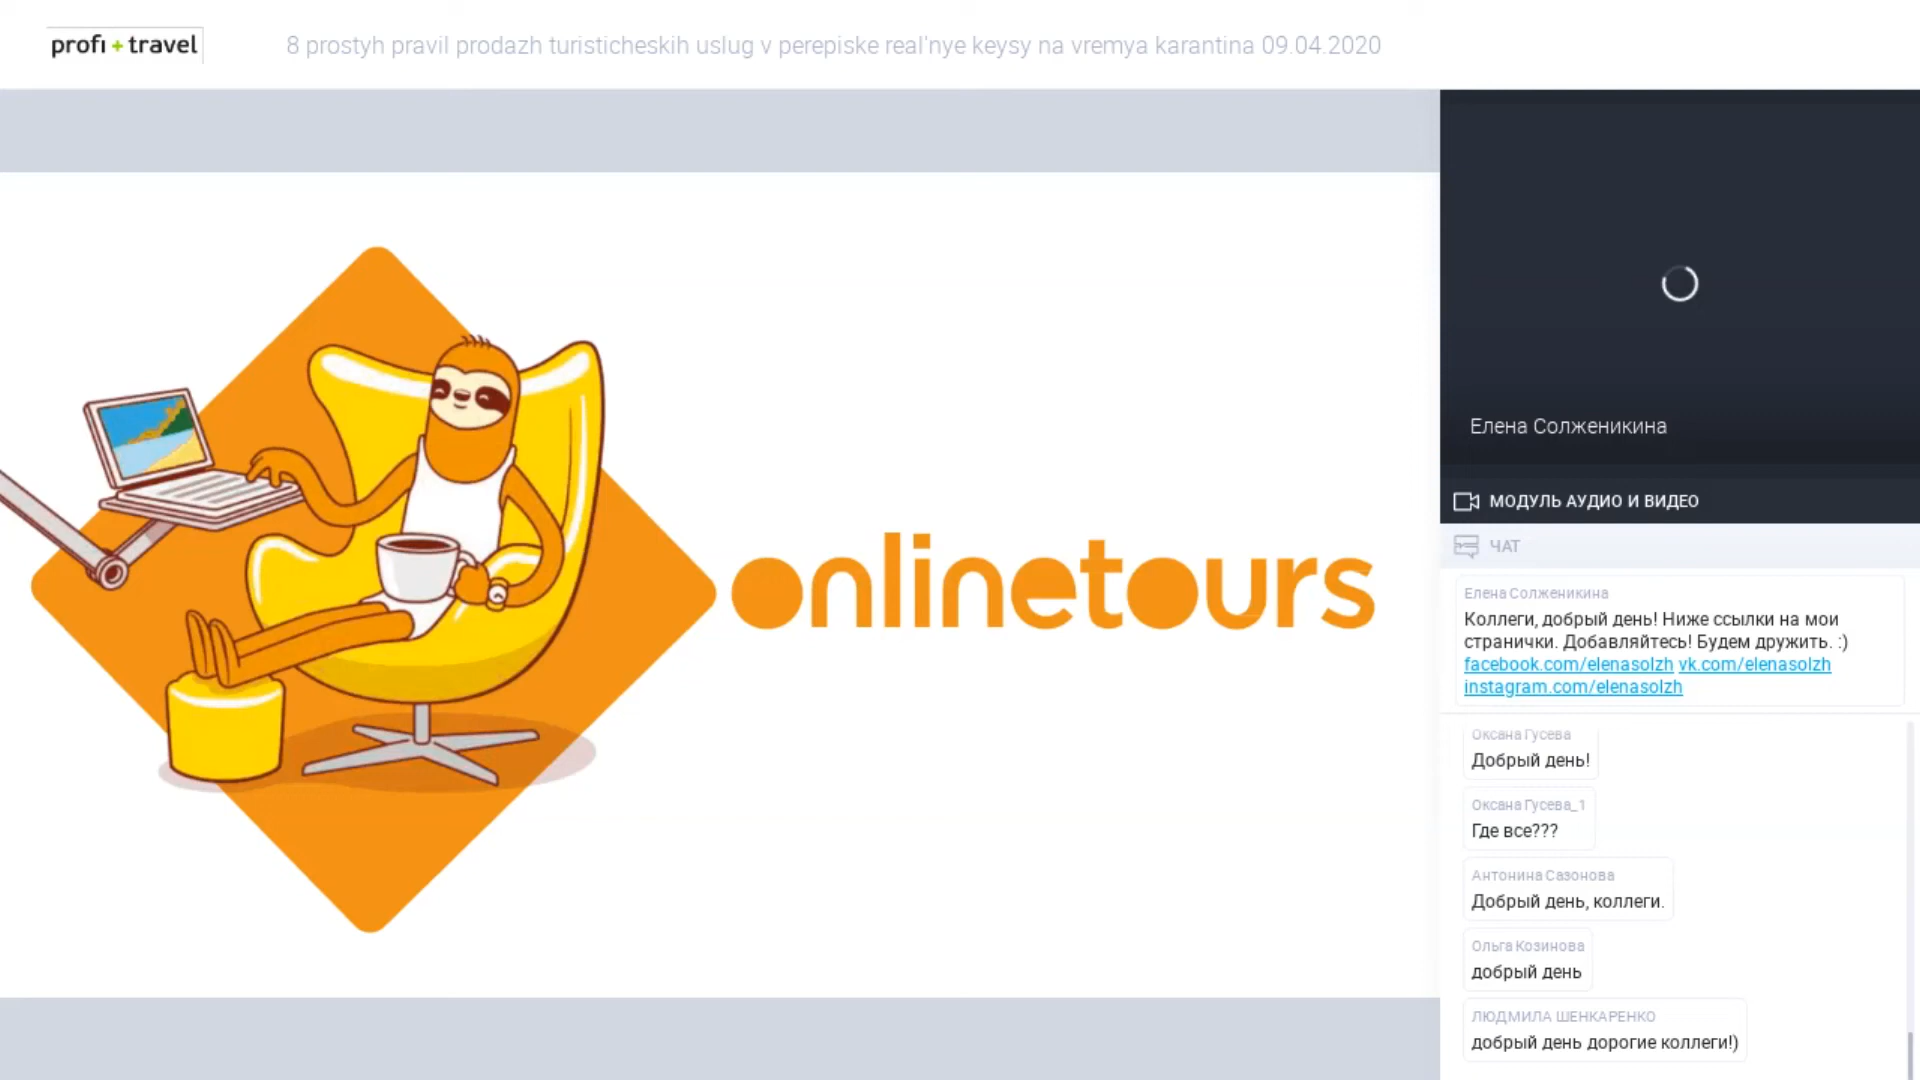 profi + travel
8 prostyh pravil prodazh turisticheskih uslug v perepiske real'nye keysy na vremya karantina 09.04.2020
onlinetours
Елена Солженикина
МОДУЛЬ АУДИО И ВИДЕО
ЧАТ
Елена Солженикина
Коллеги, добрый день! Ниже ссылки на мои
странички. Добавляйтесь! Будем дружить. :)
facebook.com/elenasolzh vk.com/elenasolzh
instagram.com/elenasolzh
Оксана Гусева
Добрый день!
Оксана Гусева_1
Где все???
Антонина Сазонова
Добрый день, коллеги.
Ольга Козинова
добрый день
ЛЮДМИЛА ШЕНКАРЕНКО
добрый день дорогие коллеги!)